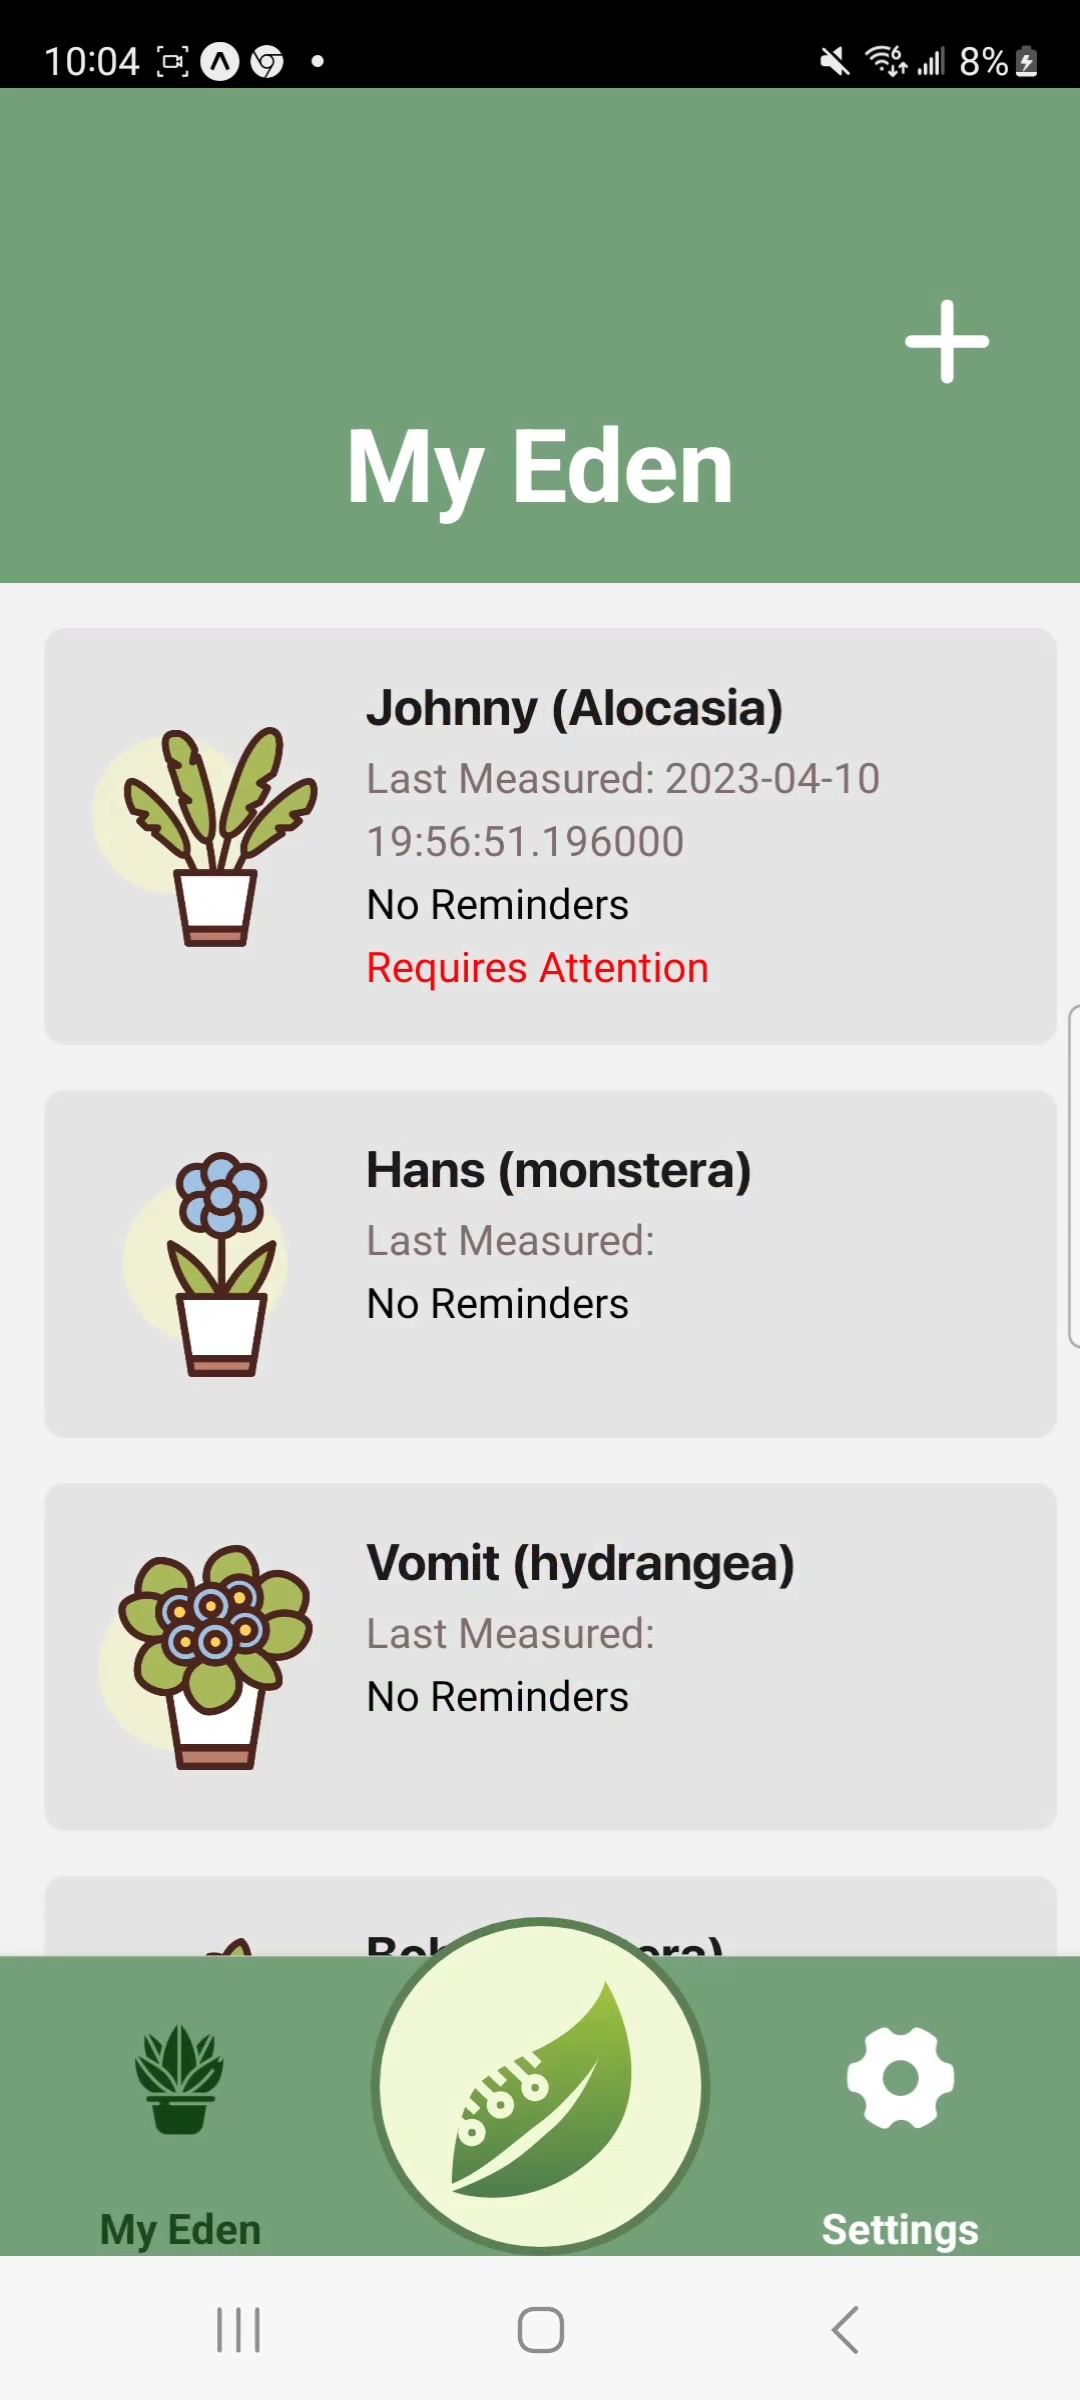 10:04
8%
My Eden
Johnny (Alocasia)
Last Measured: 2023-04-10
19:56:51.196000
No Reminders
Requires Attention
Hans (monstera)
Last Measured:
No Reminders
Vomit (hydrangea)
Last Measured:
No Reminders
My Eden
Settings